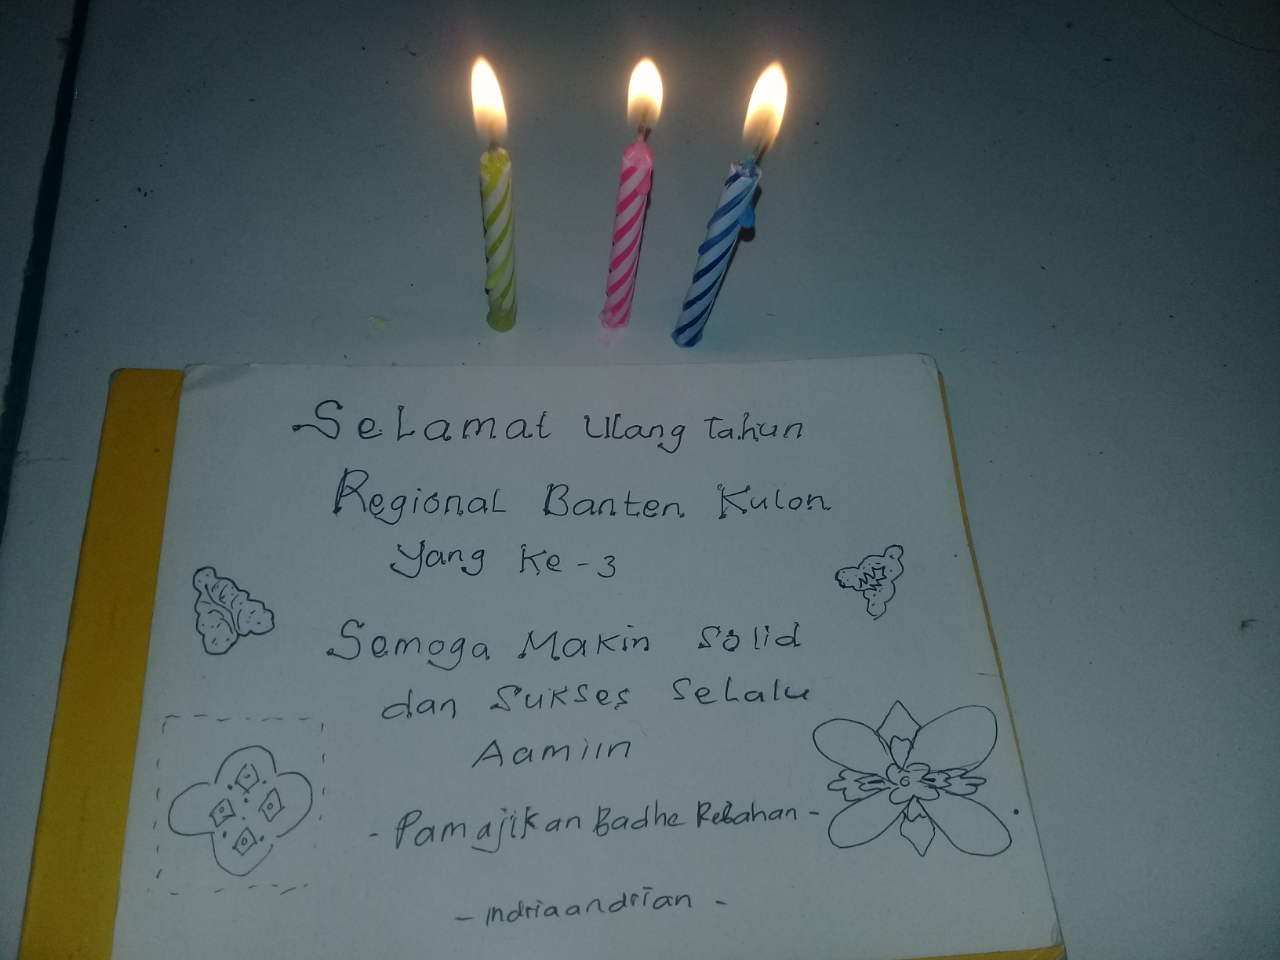 Selamat Ulang tahun
Regional Banten Kulon
yang Ke-3
Semoga Makin Solid
dan Sukses Selalu
Aamiin
- Pamajikan Badhe Rebahan -
- Indriaandrian -